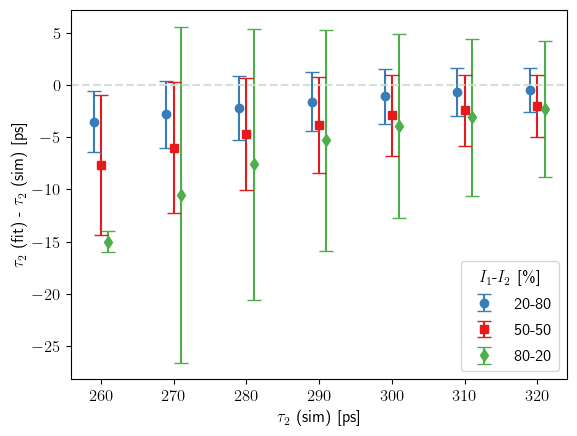 τ₂ (fit) - τ₂ (sim) [ps]
5
0
−5
−10
−15
−20
−25
260 270 280 290 300 310 320
τ₂ (sim) [ps]
I₁-I₂ [%]
20-80
50-50
80-20